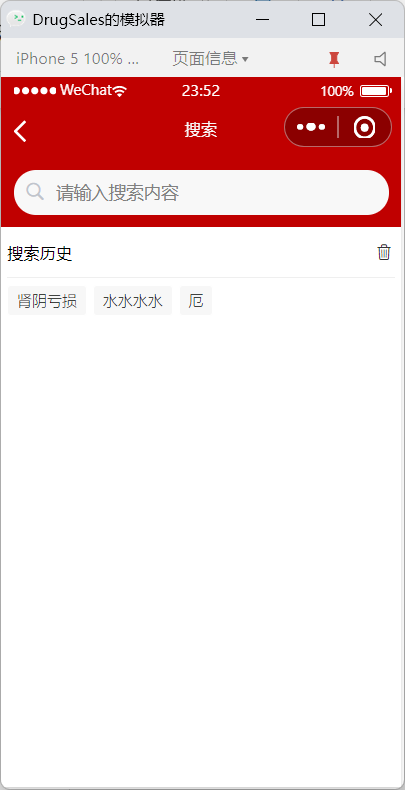 DrugSales的模拟器
iPhone 5 100% ... 页面信息
WeChat 23:52 100%
搜索
请输入搜索内容
搜索历史
肾阴亏损 水水水水 厄